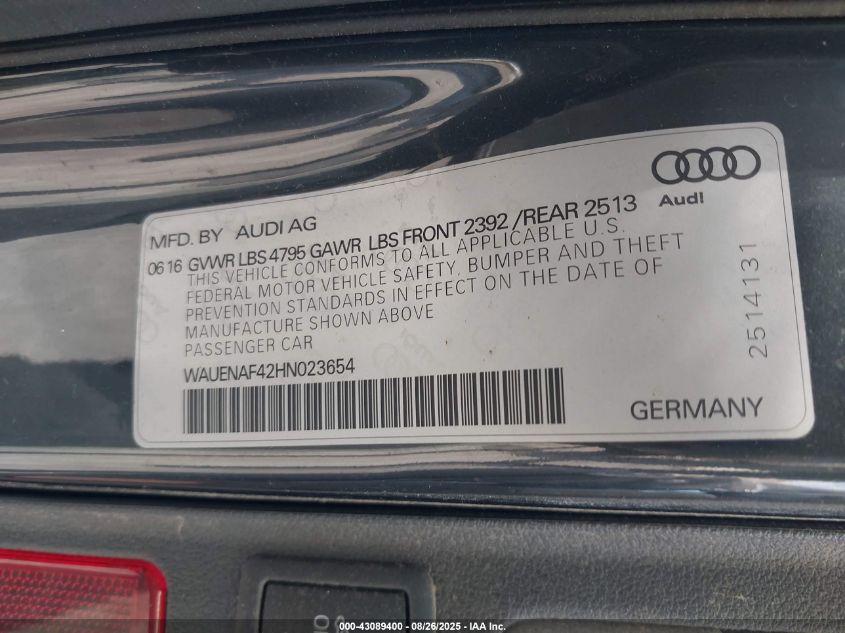 Audi
MFD. BY AUDI AG
06 16 GVWR LBS 4795 GAWR LBS FRONT 2392 /REAR 2513
THIS VEHICLE CONFORMS TO ALL APPLICABLE U.S.
FEDERAL MOTOR VEHICLE SAFETY, BUMPER AND THEFT
PREVENTION STANDARDS IN EFFECT ON THE DATE OF
MANUFACTURE SHOWN ABOVE
PASSENGER CAR
WAUENAF42HN023654
2514131
GERMANY
000-43089400 - 08/26/2025 - IAA Inc.